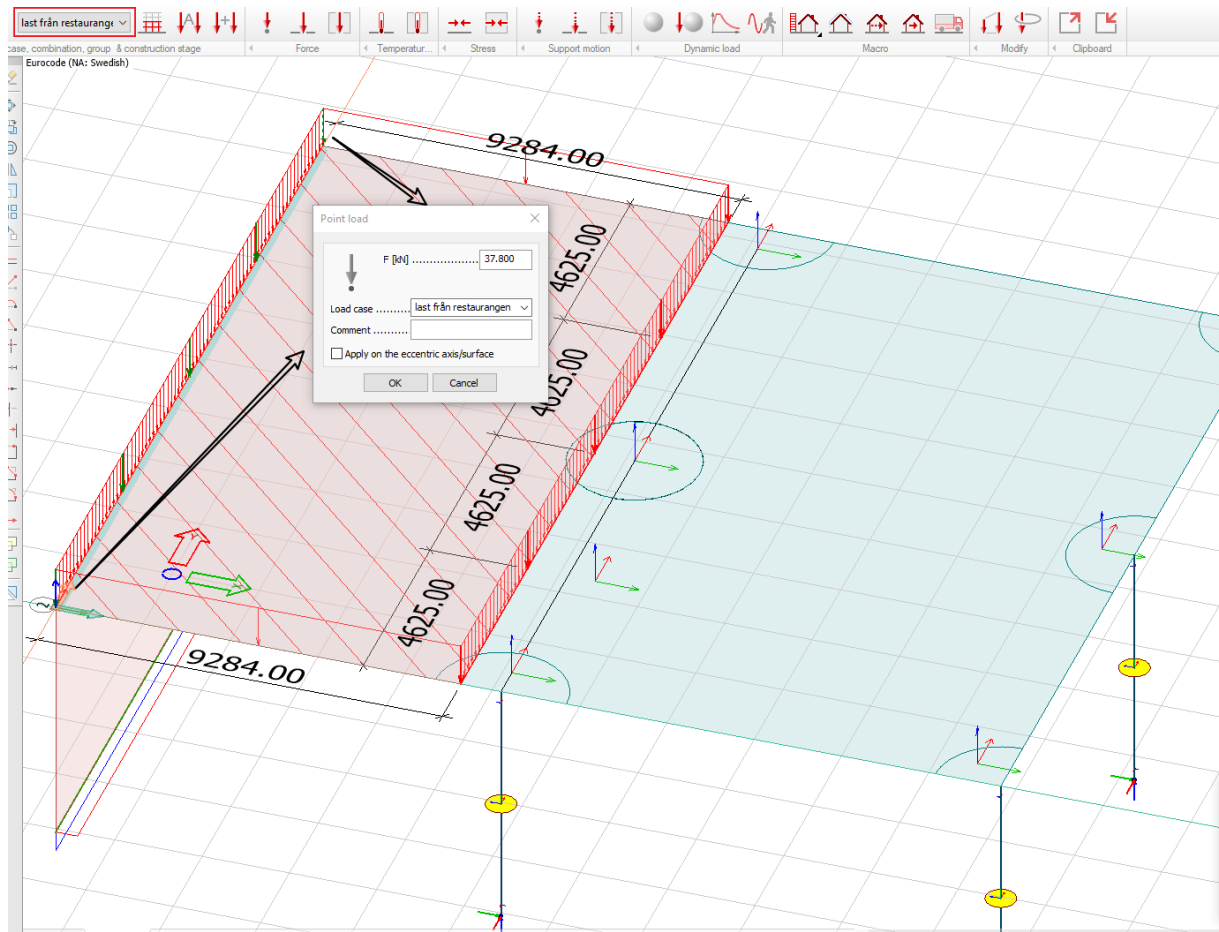 last från restaurange
case, combination, group & construction stage
Force
Temperatur...
Stress
Support motion
Dynamic load
Macro
Modify
Clipboard
Eurocode (NA: Swedish)
9284.00
Point load
F [kN]
37.800
Load case
last från restaurangen
Comment
Apply on the eccentric axis/surface
OK
Cancel
4625.00
4625.00
4625.00
4625.00
2
9284.00